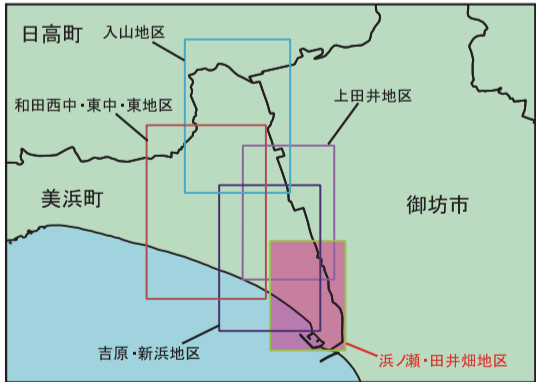 日高町
入山地区
上田井地区
和田西中・東中・東地区
美浜町
御坊市
吉原・新浜地区
浜ノ瀬・田井畑地区